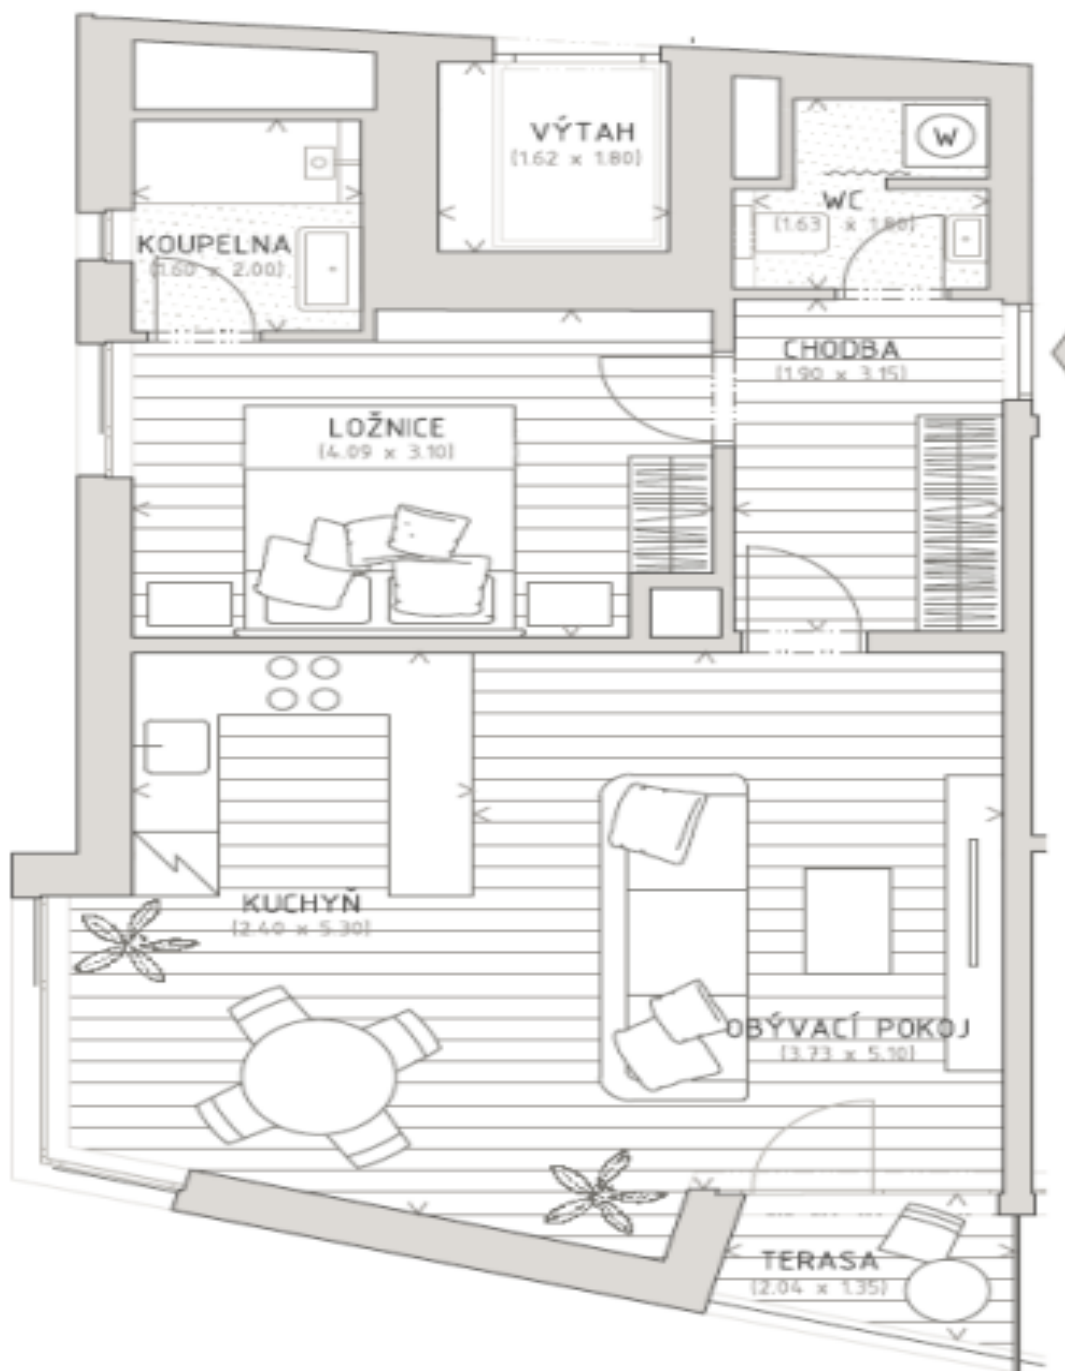 VÝTAH
(1.62 x 1.80)
W
WC
(1.63 x 1.80)
KOUPELNA
(1.60 x 2.00)
CHODBA
(1.90 x 3.15)
LOŽNICE
(4.09 x 3.10)
KUCHYŇ
(2.40 x 5.30)
OBÝVACÍ POKOJ
(3.73 x 5.10)
TERASA
(2.04 x 1.35)